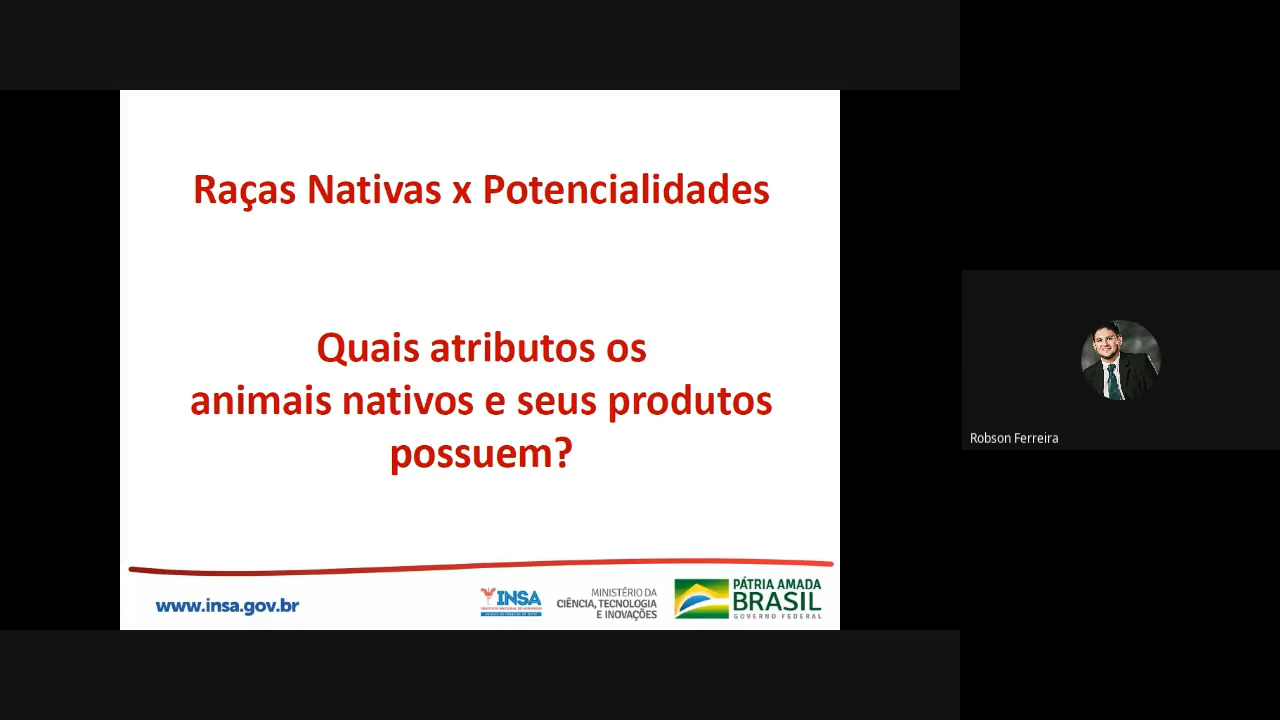 Raças Nativas x Potencialidades
Quais atributos os
animais nativos e seus produtos
possuem?
www.insa.gov.br
INSA
MINISTÉRIO DA
CIÊNCIA, TECNOLOGIA
E INOVAÇÕES
PÁTRIA AMADA
BRASIL
GOVERNO FEDERAL
Robson Ferreira